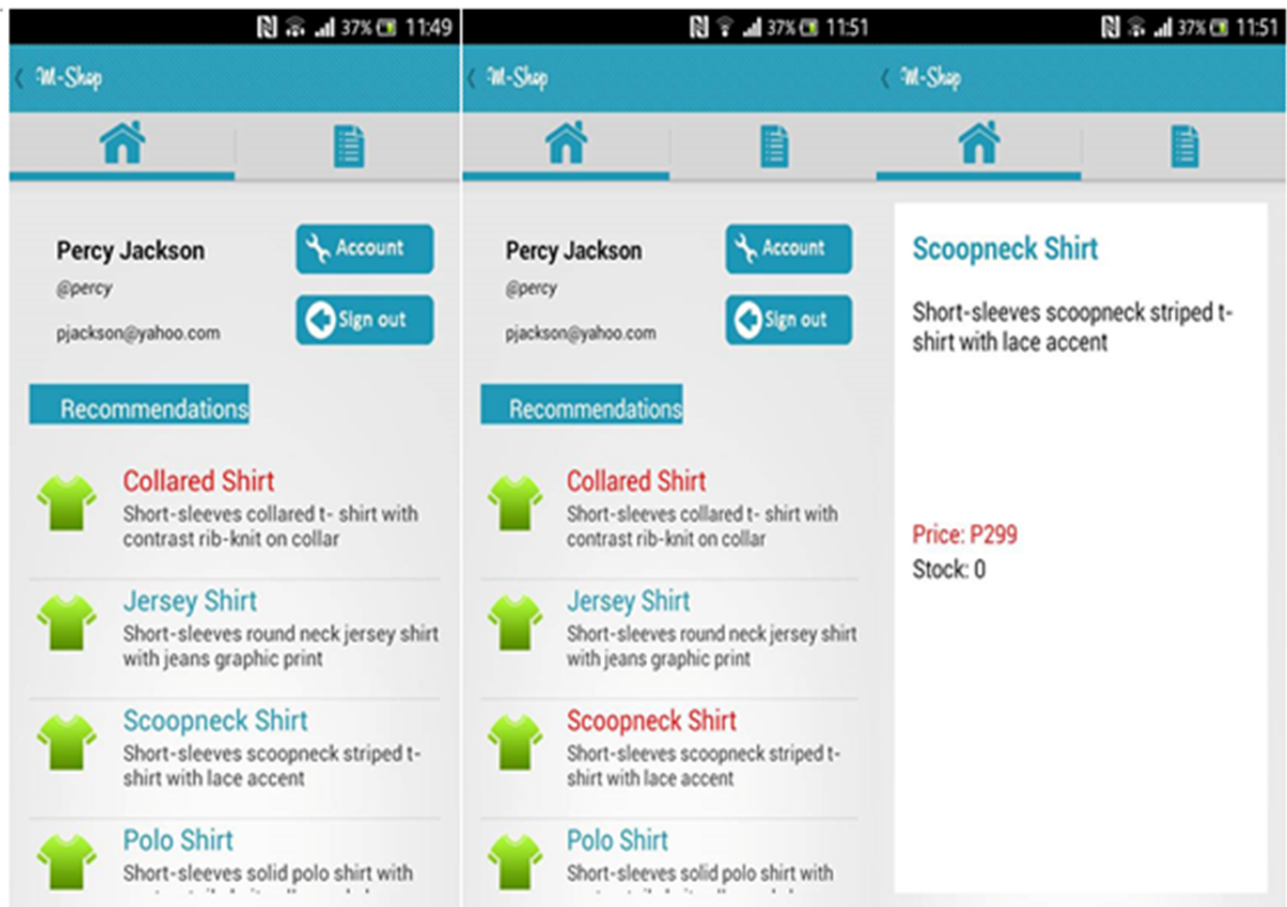 37% 11:49
M-Shop
Percy Jackson
@percy
pjackson@yahoo.com
Account
Sign out
Recommendations
Collared Shirt
Short-sleeves collared t- shirt with
contrast rib-knit on collar
Jersey Shirt
Short-sleeves round neck jersey shirt
with jeans graphic print
Scoopneck Shirt
Short-sleeves scoopneck striped t-
shirt with lace accent
Polo Shirt
Short-sleeves solid polo shirt with
37% 11:51
M-Shop
Percy Jackson
@percy
pjackson@yahoo.com
Account
Sign out
Recommendations
Collared Shirt
Short-sleeves collared t- shirt with
contrast rib-knit on collar
Jersey Shirt
Short-sleeves round neck jersey shirt
with jeans graphic print
Scoopneck Shirt
Short-sleeves scoopneck striped t-
shirt with lace accent
Polo Shirt
Short-sleeves solid polo shirt with
37% 11:51
M-Shop
Scoopneck Shirt
Short-sleeves scoopneck striped t-
shirt with lace accent
Price: P299
Stock: 0